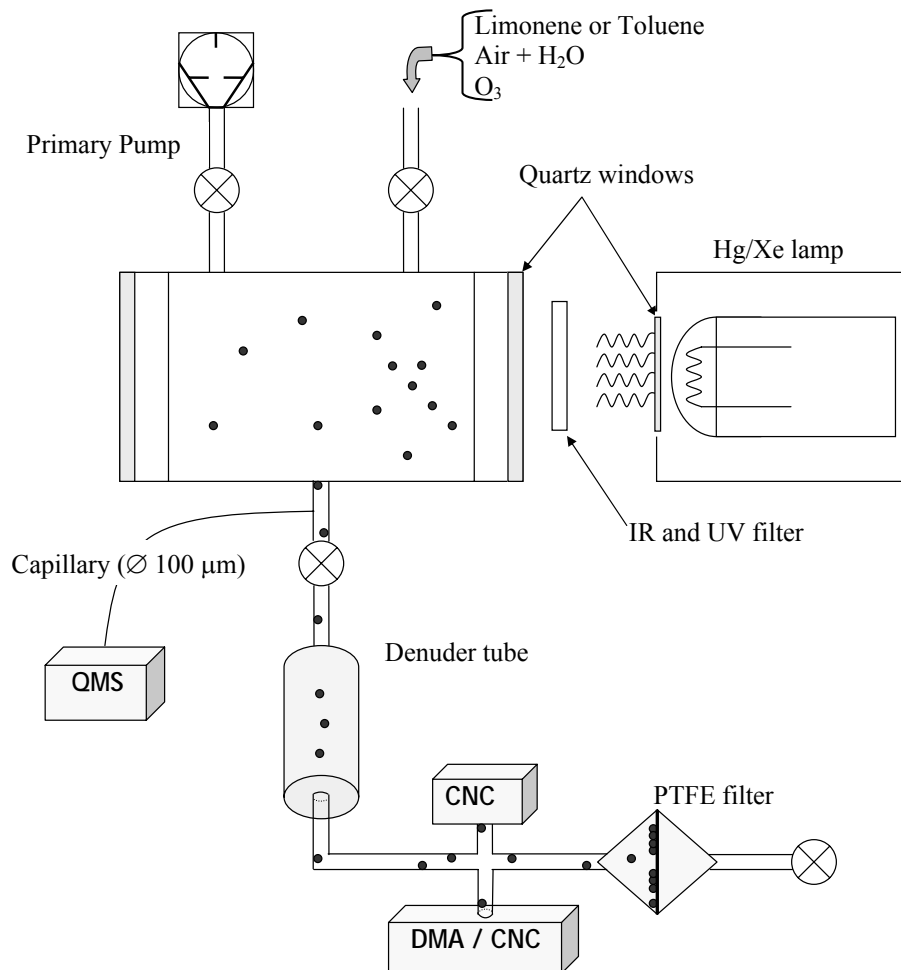 Limonene or Toluene
Air + H₂O
O₃
Primary Pump
Quartz windows
Hg/Xe lamp
IR and UV filter
Capillary (∅ 100 μm)
QMS
Denuder tube
CNC
PTFE filter
DMA / CNC